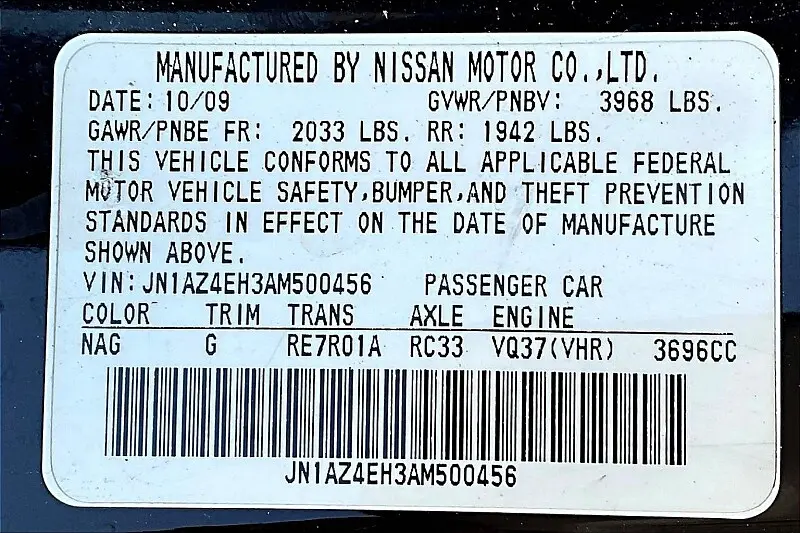 MANUFACTURED BY NISSAN MOTOR CO.,LTD.
DATE: 10/09 GVWR/PNBV: 3968 LBS.
GAWR/PNBE FR: 2033 LBS. RR: 1942 LBS.
THIS VEHICLE CONFORMS TO ALL APPLICABLE FEDERAL
MOTOR VEHICLE SAFETY,BUMPER,AND THEFT PREVENTION
STANDARDS IN EFFECT ON THE DATE OF MANUFACTURE
SHOWN ABOVE.
VIN: JN1AZ4EH3AM500456 PASSENGER CAR
COLOR TRIM TRANS AXLE ENGINE
NAG G RE7R01A RC33 VQ37(VHR) 3696CC
JN1AZ4EH3AM500456